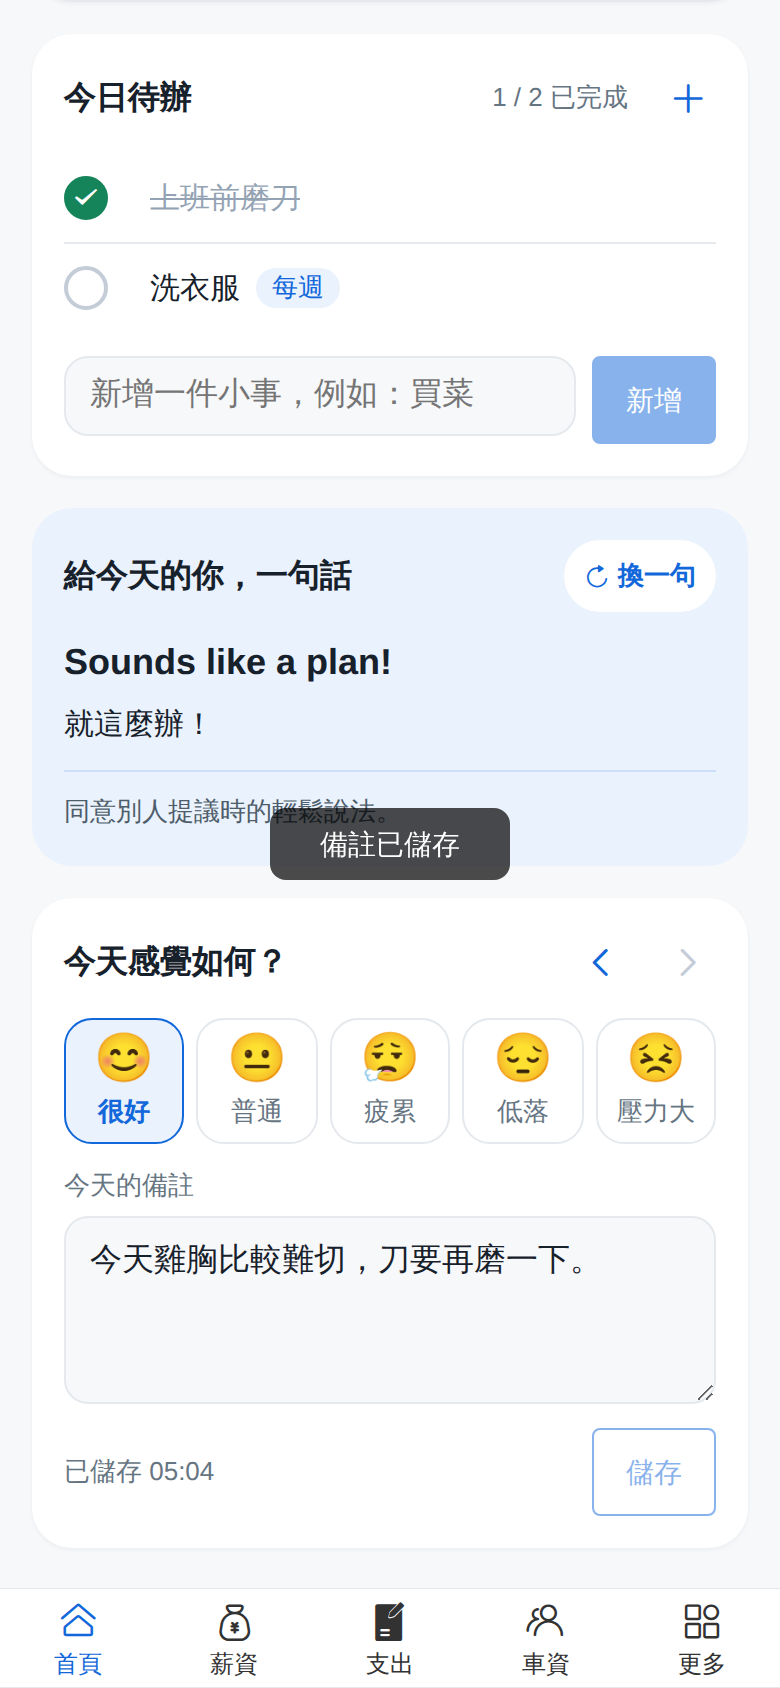 今日待辦
1 / 2 已完成
上班前磨刀
洗衣服 每週
新增一件小事，例如：買菜
新增
給今天的你，一句話
換一句
Sounds like a plan!
就這麼辦！
同意別人提議時的輕鬆說法。
備註已儲存
今天感覺如何？
很好 普通 疲累 低落 壓力大
今天的備註
今天雞胸比較難切，刀要再磨一下。
已儲存 05:04
儲存
首頁 薪資 支出 車資 更多